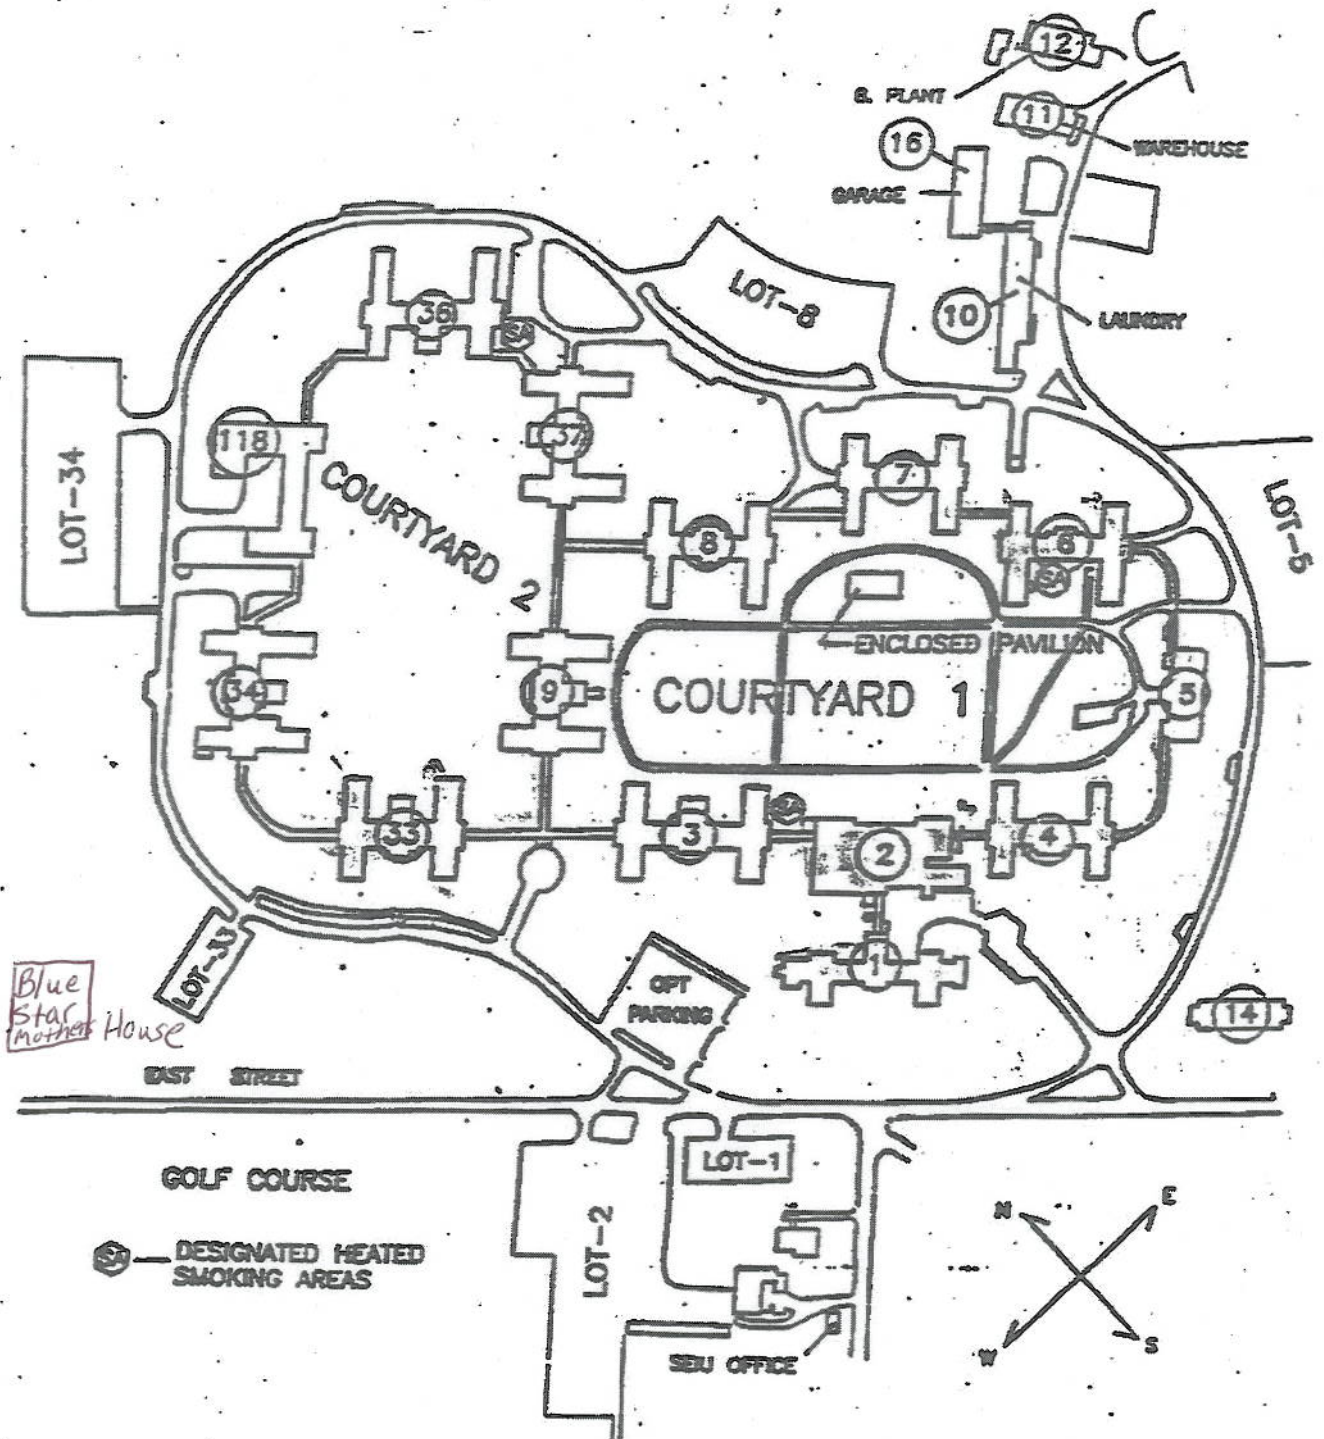 12
B. PLANT
11
16
WAREHOUSE
GARAGE
LOT-8
36
SA
10
LAUNDRY
118
37
LOT-34
COURTYARD 2
7
LOT-5
8
6
SA
ENCLOSED PAVILION
34
9
COURTYARD 1
5
33
3
SA
2
4
LOT-33
OPT
PARKING
1
14
Blue
Star
Mothers House
EAST STREET
LOT-1
GOLF COURSE
LOT-2
N
E
SA — DESIGNATED HEATED
SMOKING AREAS
W
S
SEIU OFFICE